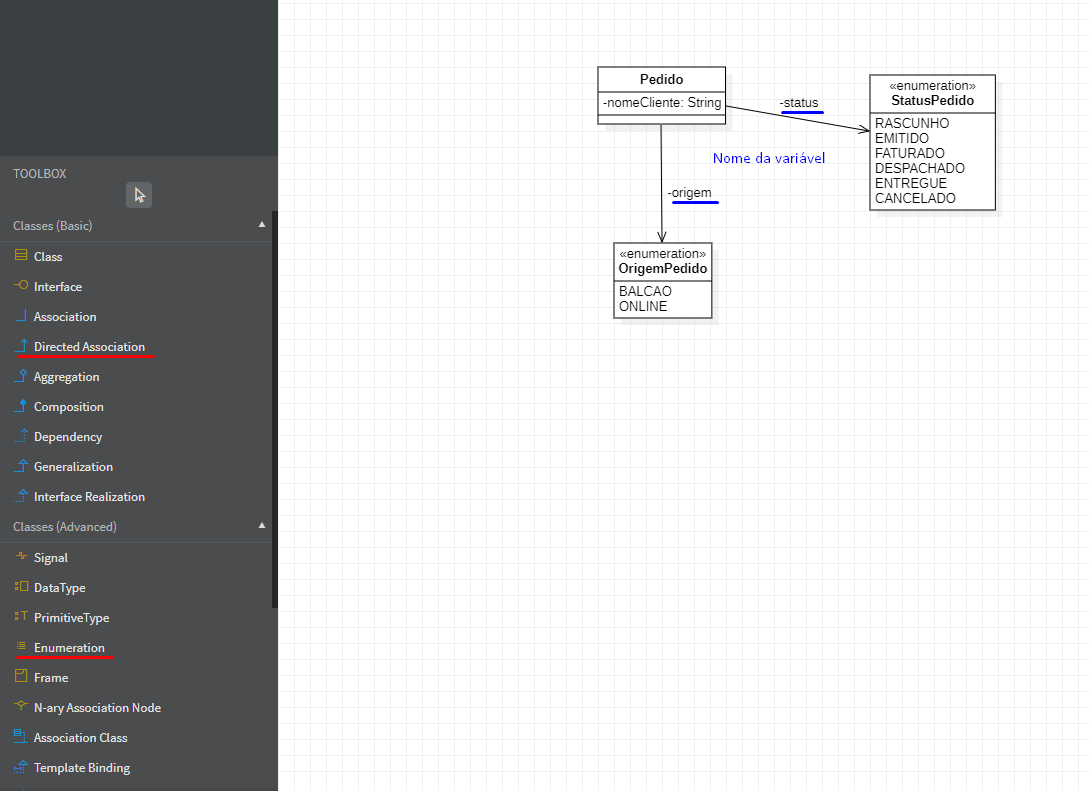 TOOLBOX
Classes (Basic)
Class
Interface
Association
Directed Association
Aggregation
Composition
Dependency
Generalization
Interface Realization
Classes (Advanced)
Signal
DataType
PrimitiveType
Enumeration
Frame
N-ary Association Node
Association Class
Template Binding
Pedido
-nomeCliente: String
-status
«enumeration»
StatusPedido
RASCUNHO
EMITIDO
FATURADO
DESPACHADO
ENTREGUE
CANCELADO
Nome da variável
-origem
«enumeration»
OrigemPedido
BALCAO
ONLINE